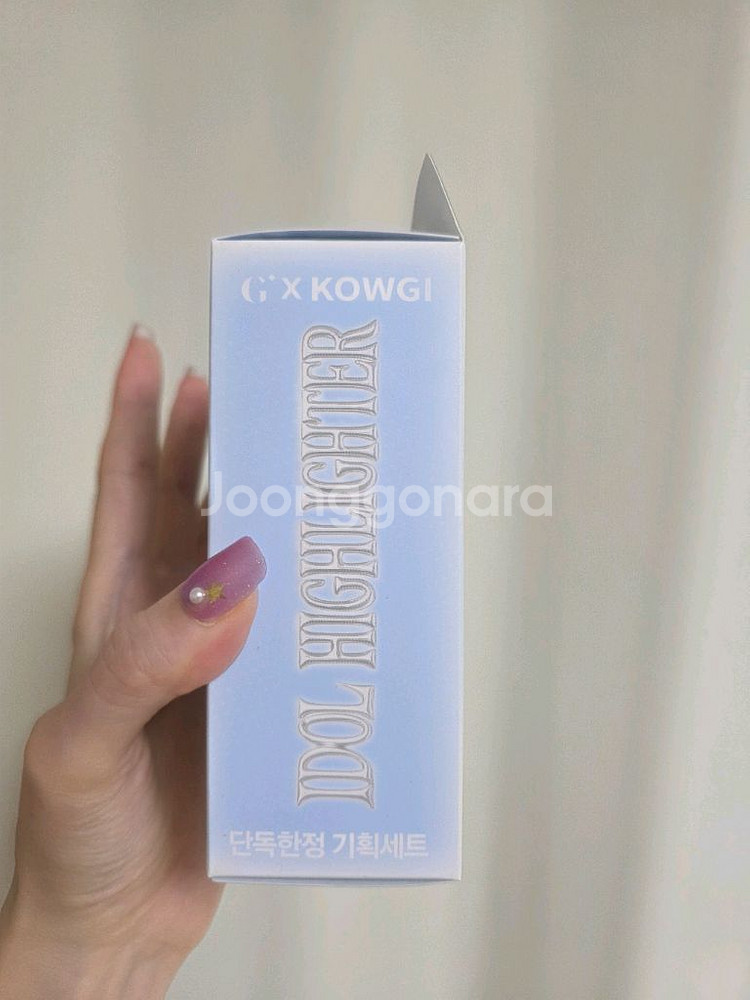 G X KOWGI
IDOL HIGHLIGHTER
Joonggonara
단독한정 기획세트